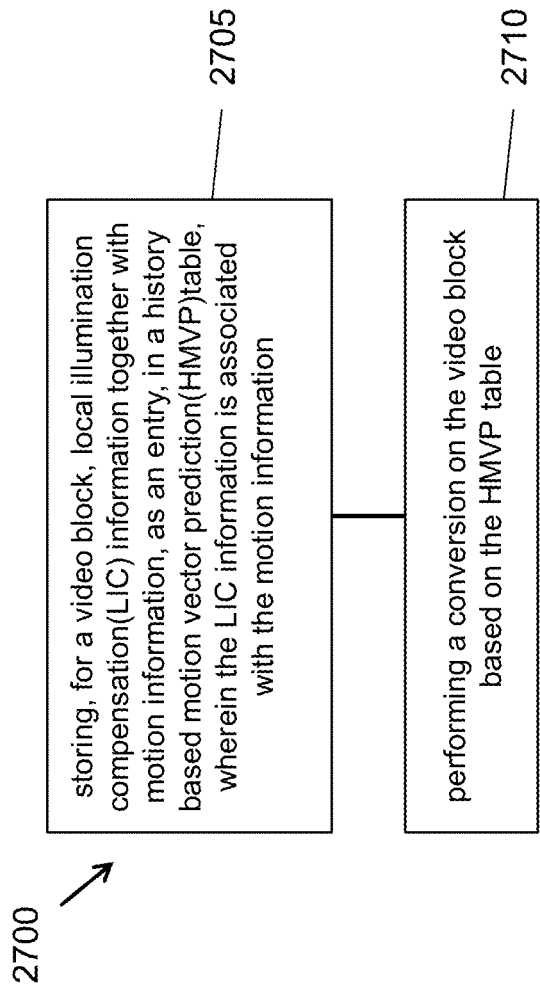 2700
storing, for a video block, local illumination
compensation(LIC) information together with
motion information, as an entry, in a history
based motion vector prediction(HMVP)table,
wherein the LIC information is associated
with the motion information
2705
performing a conversion on the video block
based on the HMVP table
2710